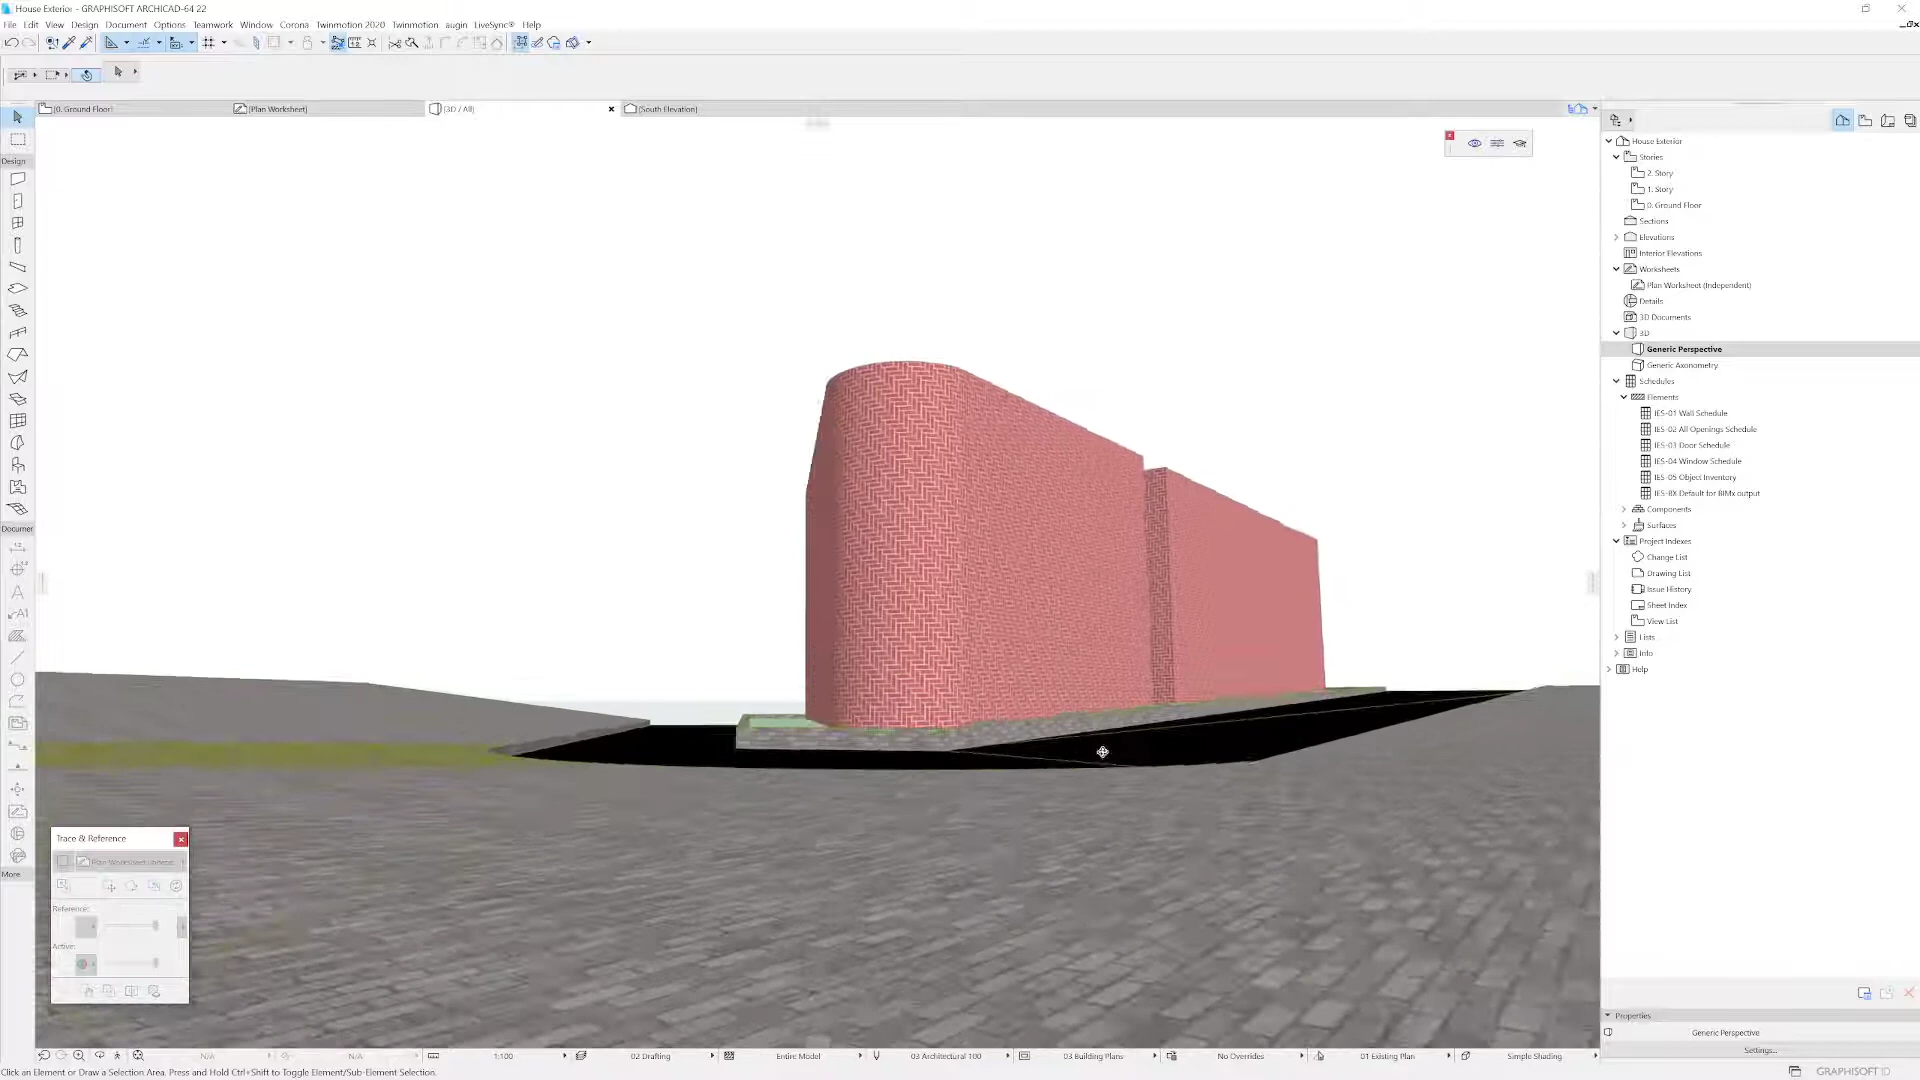 House Exterior - GRAPHISOFT ARCHICAD-64 22
File Edit View Design Document Options Teamwork Window Corona Twinmotion 2020 Twinmotion augin LiveSync® Help
[0. Ground Floor]
[Plan Worksheet]
[3D / All]
[South Elevation]
Design
Documen
More
House Exterior
Stories
2. Story
1. Story
0. Ground Floor
Sections
Elevations
Interior Elevations
Worksheets
Plan Worksheet (Independent)
Details
3D Documents
3D
Generic Perspective
Generic Axonometry
Schedules
Elements
IES-01 Wall Schedule
IES-02 All Openings Schedule
IES-03 Door Schedule
IES-04 Window Schedule
IES-05 Object Inventory
IES-BX Default for BIMx output
Components
Surfaces
Project Indexes
Change List
Drawing List
Issue History
Sheet Index
View List
Lists
Info
Help
Trace & Reference
Reference:
Active:
Properties
Generic Perspective
Settings...
N/A N/A 1:100 02 Drafting Entire Model 03 Architectural 100 03 Building Plans No Overrides 01 Existing Plan Simple Shading
Click an Element or Draw a Selection Area. Press and Hold Ctrl+Shift to Toggle Element/Sub-Element Selection.
GRAPHISOFT ID